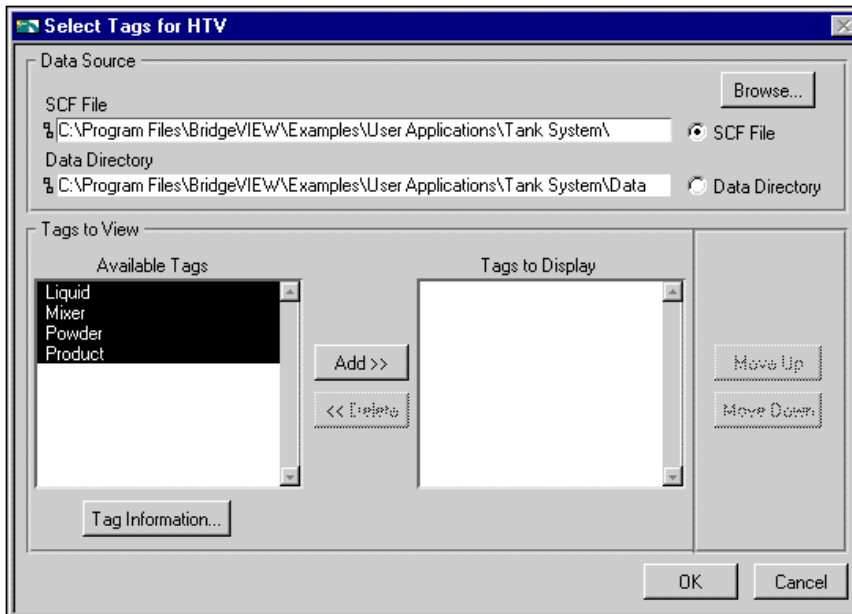 Select Tags for HTV
Data Source
Browse...
SCF File
C:\Program Files\BridgeVIEW\Examples\User Applications\Tank System\
SCF File
Data Directory
C:\Program Files\BridgeVIEW\Examples\User Applications\Tank System\Data
Data Directory
Tags to View
Available Tags
Tags to Display
Liquid
Mixer
Powder
Product
Add >>
<< Delete
Move Up
Move Down
Tag Information...
OK
Cancel